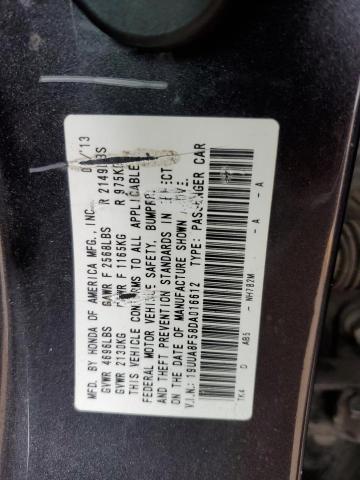 MFD. BY HONDA OF AMERICA MFG., INC. /13
GVWR 4696LBS GAWR F 2568LBS R 2149LBS
GVWR 2130KG GAWR F 1165KG R 975KG
THIS VEHICLE CONFORMS TO ALL APPLICABLE
FEDERAL MOTOR VEHICLE SAFETY, BUMPER,
AND THEFT PREVENTION STANDARDS IN EFFECT
ON THE DATE OF MANUFACTURE SHOWN ABOVE.
V.I.N.: 19UUA8F58DA016612 TYPE: PASSENGER CAR
TK4 D AB5 - NH782M - A - A